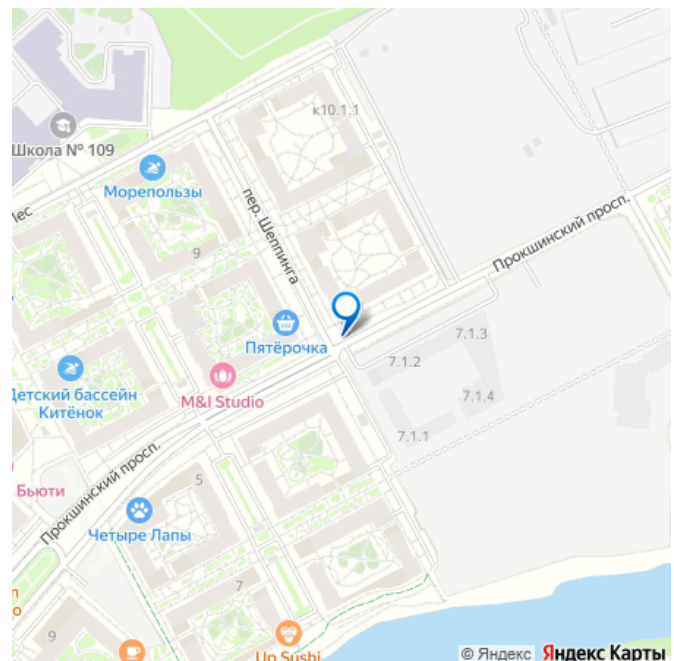 к10.1.1
Школа № 109
Морепользы
лес
9
пер. Шеппинга
Прокшинский просп.
Пятёрочка
7.1.3
7.1.2
Детский бассейн
Китёнок
M&I Studio
7.1.4
7.1.1
Прокшинский просп.
Бьюти
5
Четыре Лапы
7
9
Up Sushi
© Яндекс Яндекс Карты